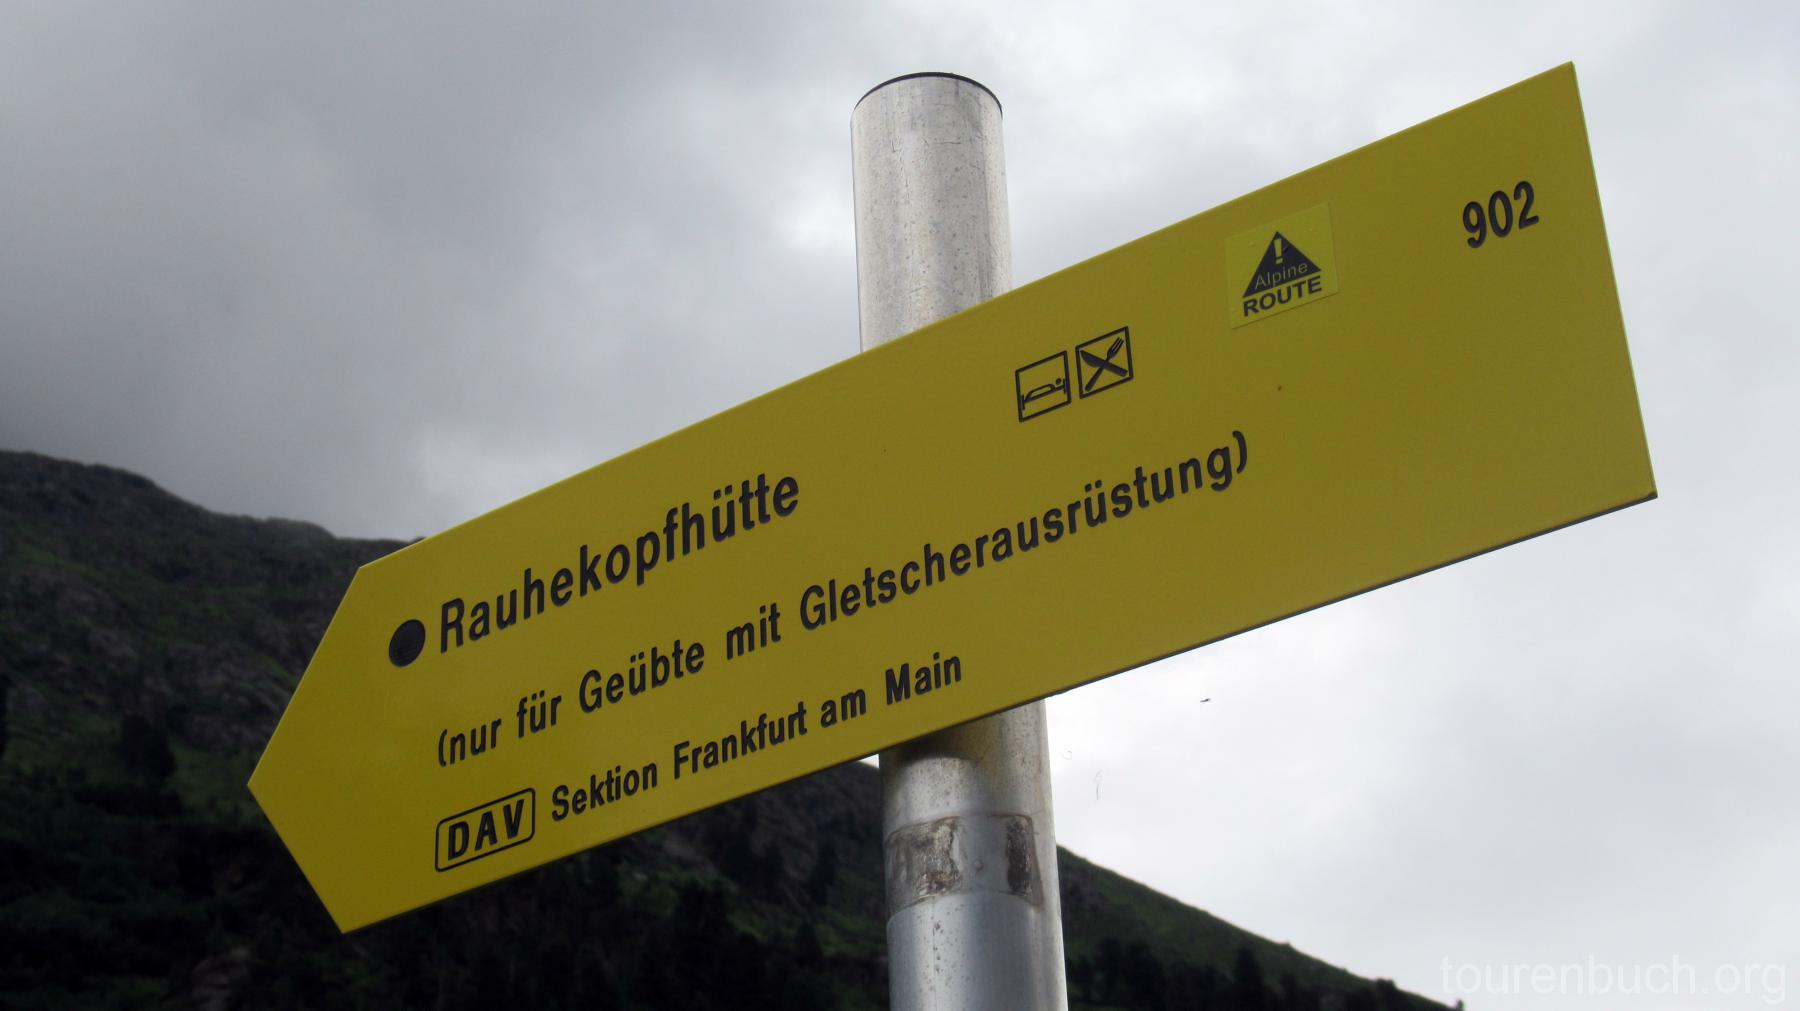 902
! Alpine
ROUTE
Rauhekopfhütte
(nur für Geübte mit Gletscherausrüstung)
DAV Sektion Frankfurt am Main
tourenbuch.org